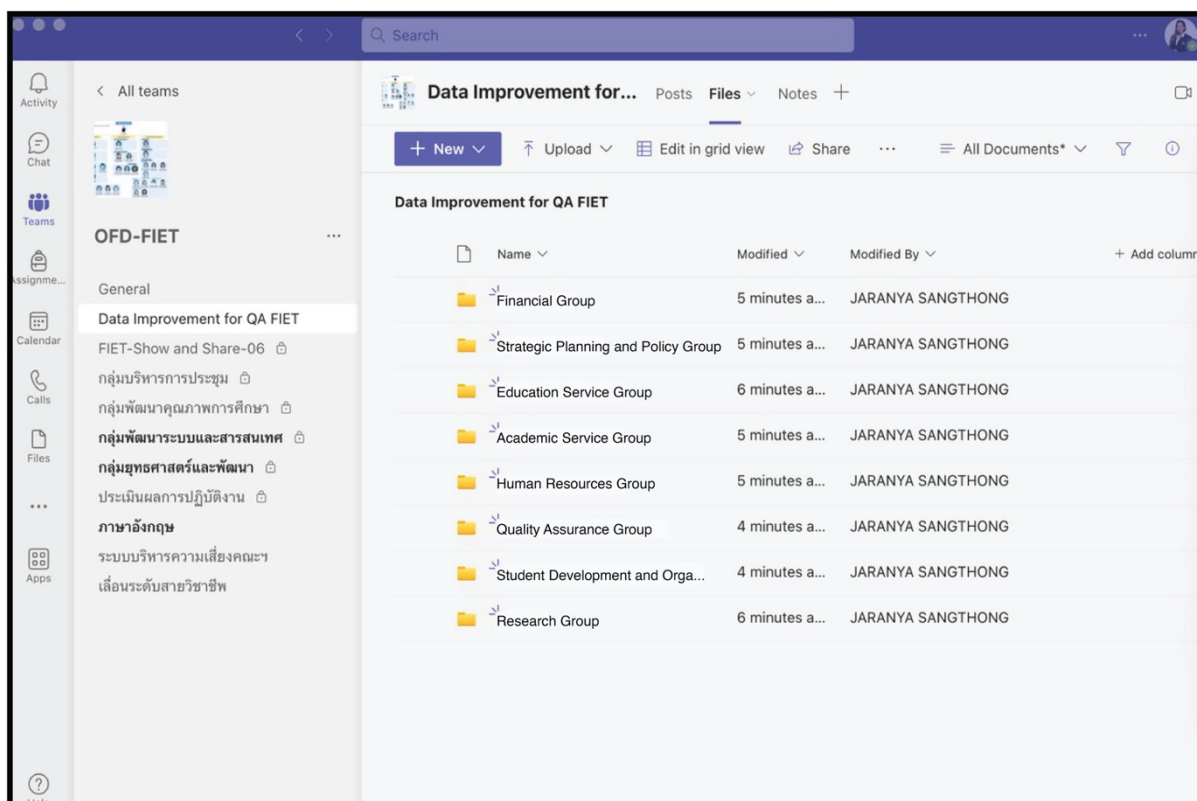 Search
Activity
Chat
Teams
Assignme...
Calendar
Calls
Files
Apps
All teams
OFD-FIET
General
Data Improvement for QA FIET
FIET-Show and Share-06
กลุ่มบริหารการประชุม
กลุ่มพัฒนาคุณภาพการศึกษา
กลุ่มพัฒนาระบบและสารสนเทศ
กลุ่มยุทธศาสตร์และพัฒนา
ประเมินผลการปฏิบัติงาน
ภาษาอังกฤษ
ระบบบริหารความเสี่ยงคณะฯ
เลื่อนระดับสายวิชาชีพ
Data Improvement for... Posts Files Notes
New Upload Edit in grid view Share ... All Documents*
Data Improvement for QA FIET
Name Modified Modified By + Add column
Financial Group 5 minutes a... JARANYA SANGTHONG
Strategic Planning and Policy Group 5 minutes a... JARANYA SANGTHONG
Education Service Group 6 minutes a... JARANYA SANGTHONG
Academic Service Group 5 minutes a... JARANYA SANGTHONG
Human Resources Group 5 minutes a... JARANYA SANGTHONG
Quality Assurance Group 4 minutes a... JARANYA SANGTHONG
Student Development and Orga... 4 minutes a... JARANYA SANGTHONG
Research Group 6 minutes a... JARANYA SANGTHONG